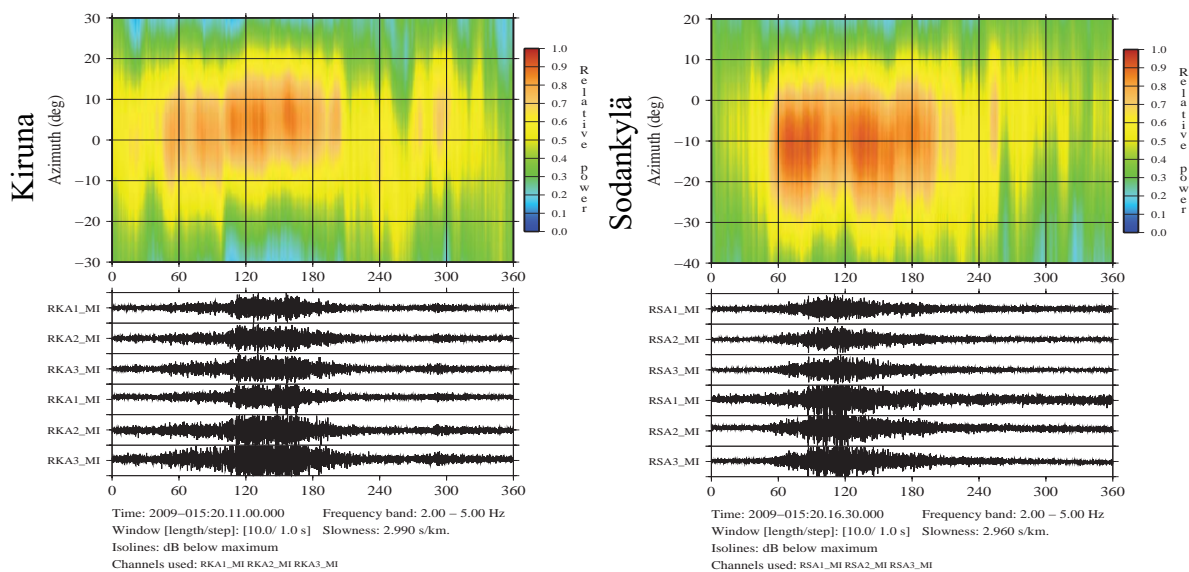 Kiruna
Azimuth (deg)
30
20
10
0
−10
−20
−30
0 60 120 180 240 300 360
1.0
0.9
0.8
0.7
0.6
0.5
0.4
0.3
0.2
0.1
0.0
Relative power
RKA1_MI
RKA2_MI
RKA3_MI
RKA1_MI
RKA2_MI
RKA3_MI
0 60 120 180 240 300 360
Time: 2009−015:20.11.00.000 Frequency band: 2.00 − 5.00 Hz
Window [length/step]: [10.0/ 1.0 s] Slowness: 2.990 s/km.
Isolines: dB below maximum
Channels used: RKA1_MI RKA2_MI RKA3_MI
Sodankylä
Azimuth (deg)
20
10
0
−10
−20
−30
−40
0 60 120 180 240 300 360
1.0
0.9
0.8
0.7
0.6
0.5
0.4
0.3
0.2
0.1
0.0
Relative power
RSA1_MI
RSA2_MI
RSA3_MI
RSA1_MI
RSA2_MI
RSA3_MI
0 60 120 180 240 300 360
Time: 2009−015:20.16.30.000 Frequency band: 2.00 − 5.00 Hz
Window [length/step]: [10.0/ 1.0 s] Slowness: 2.960 s/km.
Isolines: dB below maximum
Channels used: RSA1_MI RSA2_MI RSA3_MI